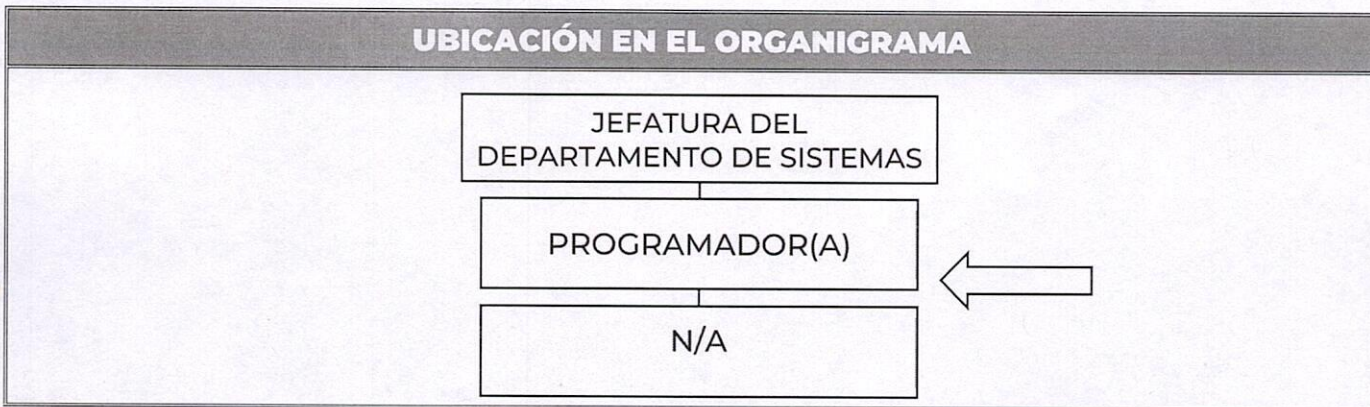 UBICACIÓN EN EL ORGANIGRAMA
JEFATURA DEL
DEPARTAMENTO DE SISTEMAS
PROGRAMADOR(A)
N/A